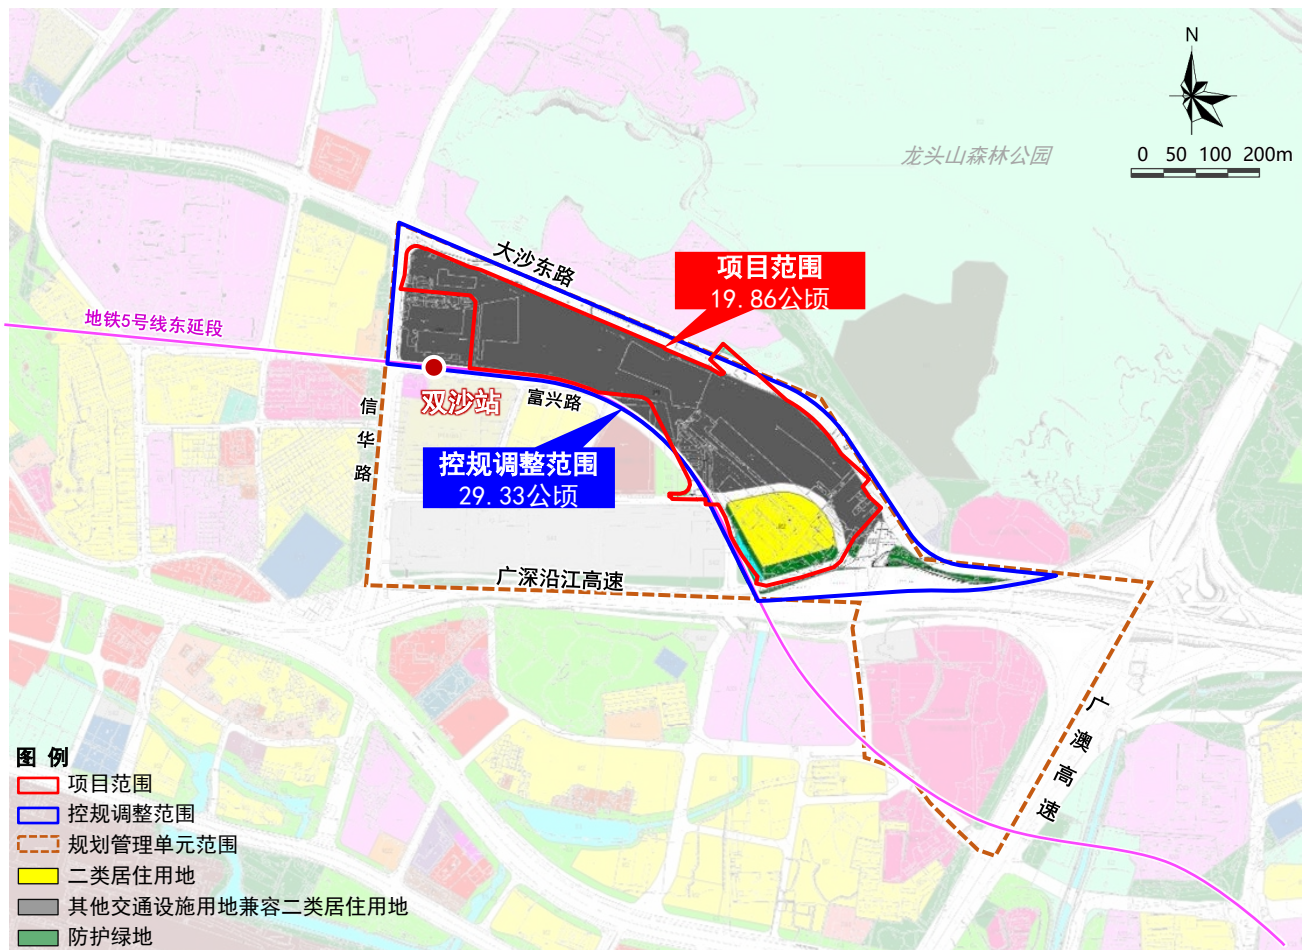 N
0 50 100 200m
龙头山森林公园
大沙东路
项目范围
19.86公顷
地铁5号线东延段
双沙站
富兴路
信华路
控规调整范围
29.33公顷
广深沿江高速
广澳高速
图 例
项目范围
控规调整范围
规划管理单元范围
二类居住用地
其他交通设施用地兼容二类居住用地
防护绿地